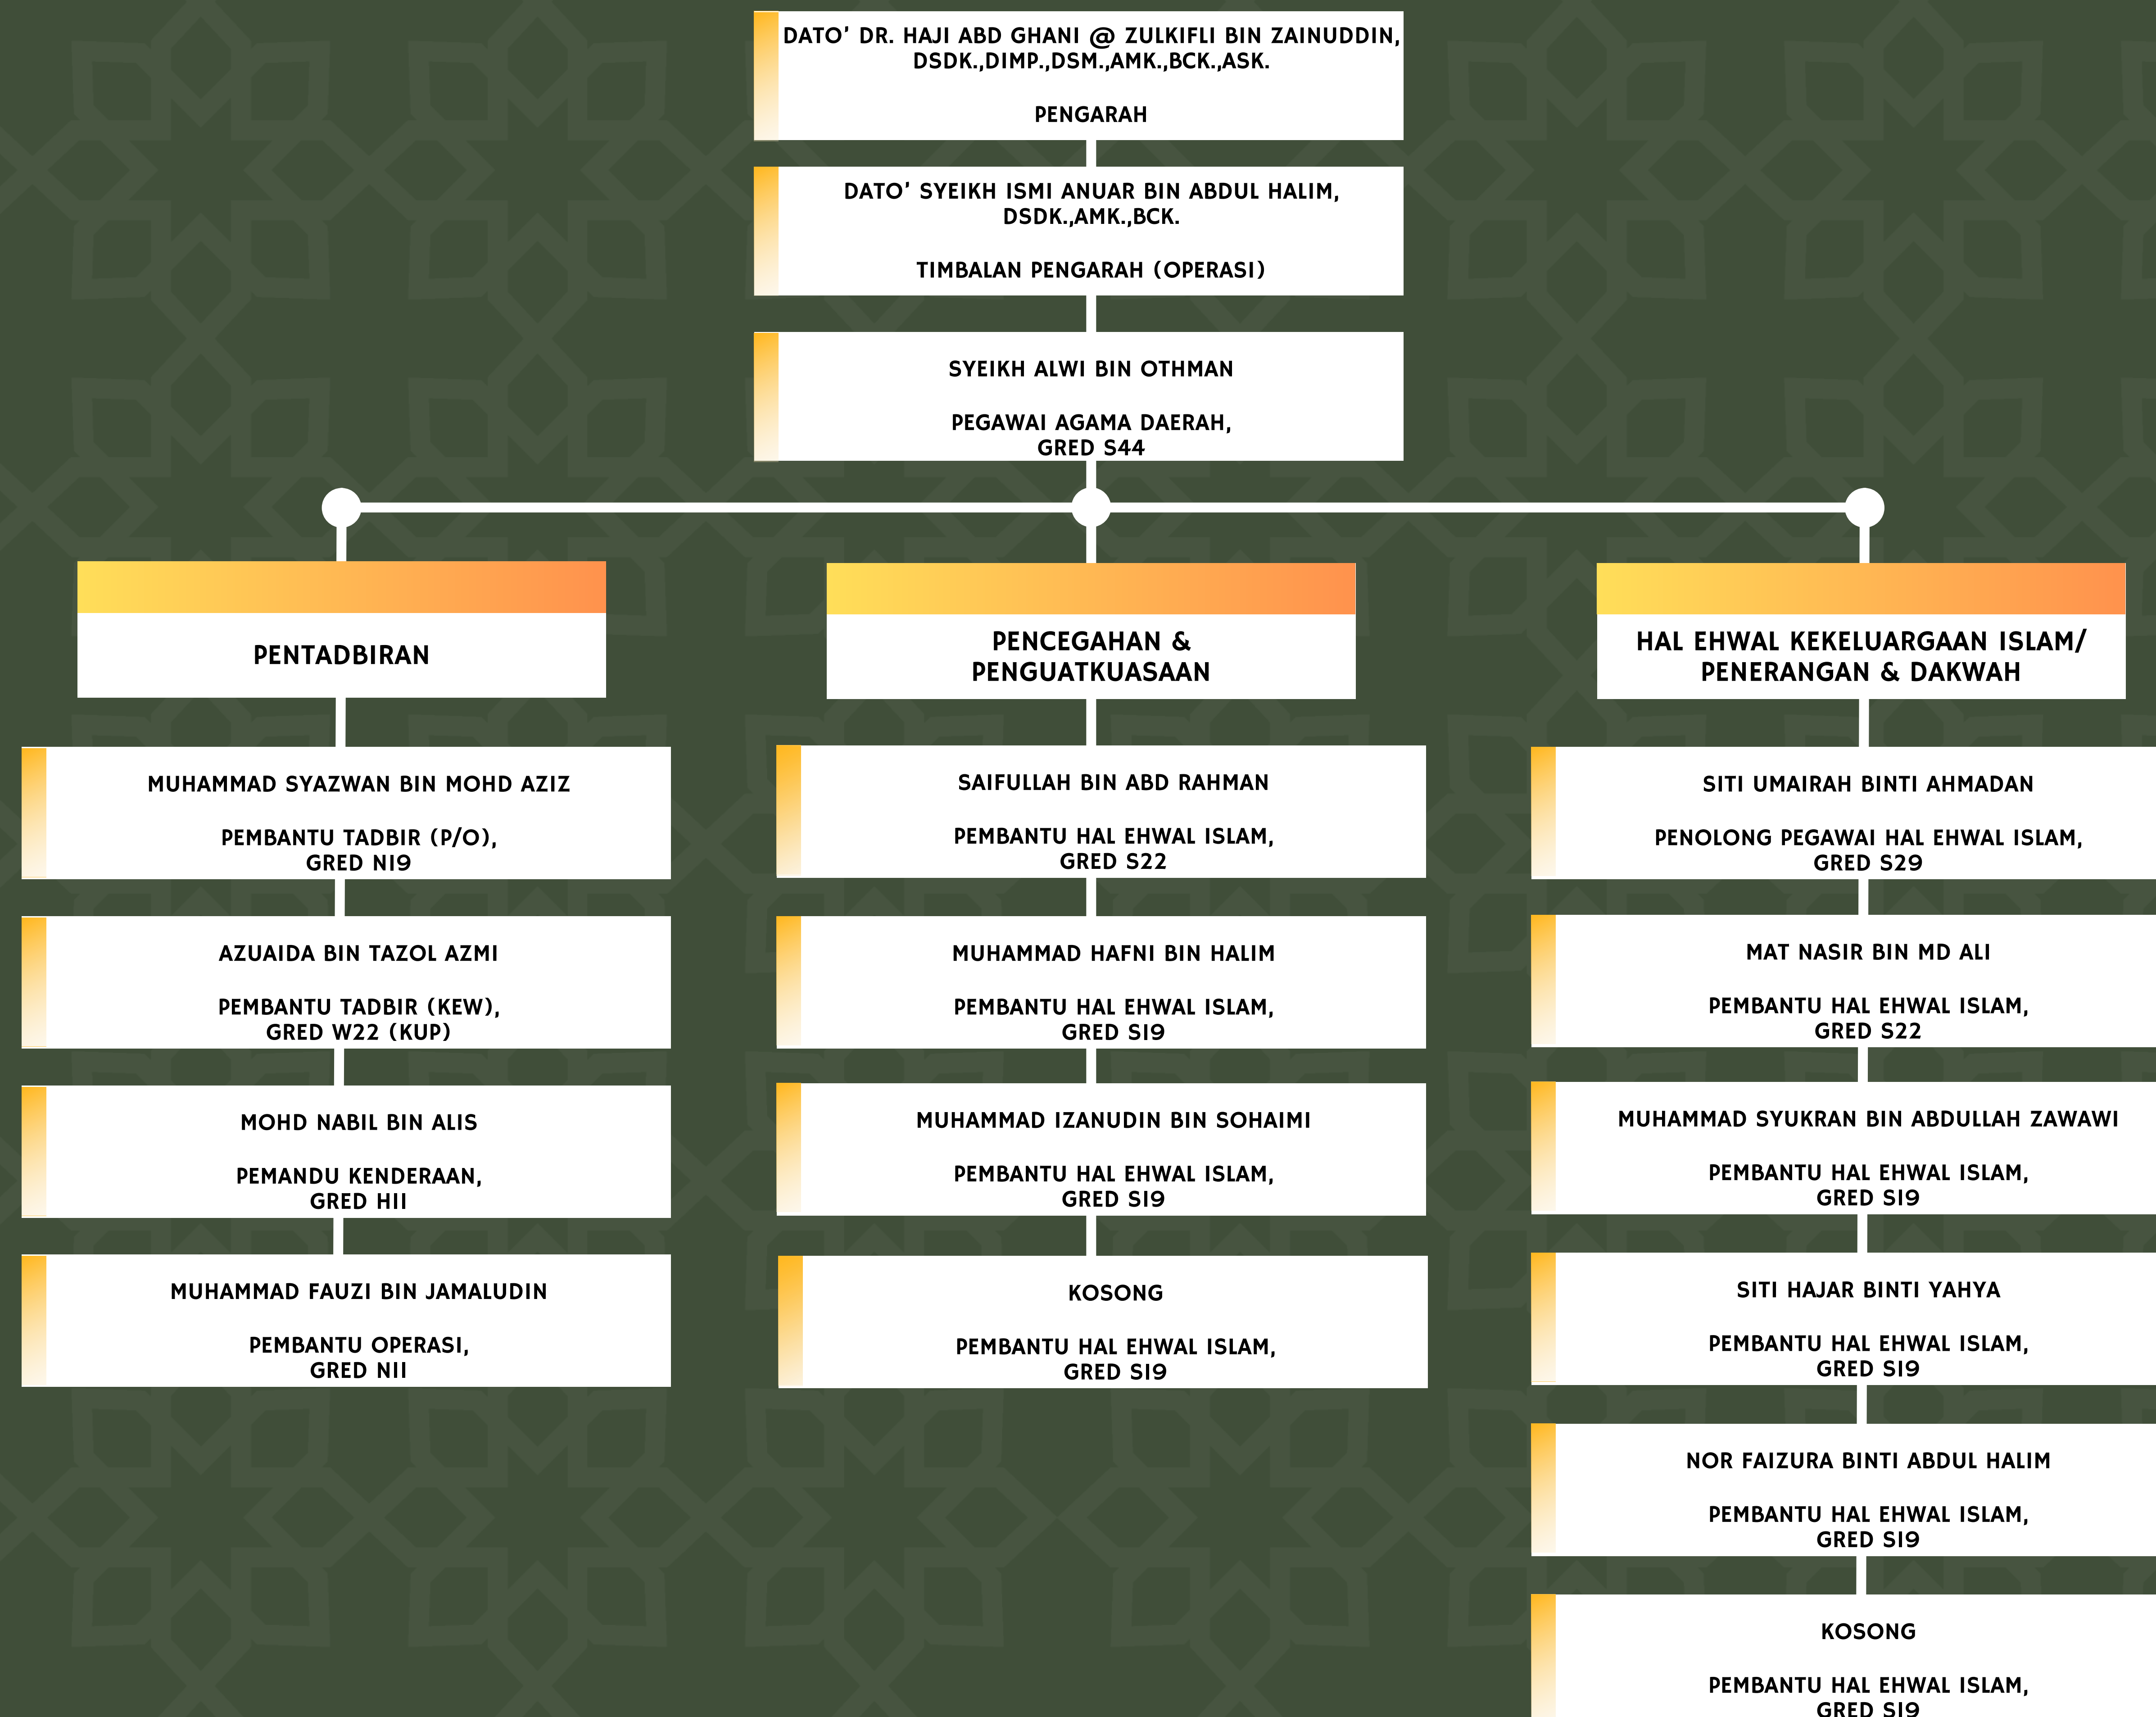 DATO' DR. HAJI ABD GHANI @ ZULKIFLI BIN ZAINUDDIN,
DSDK.,DIMP.,DSM.,AMK.,BCK.,ASK.
PENGARAH
DATO' SYEIKH ISMI ANUAR BIN ABDUL HALIM,
DSDK.,AMK.,BCK.
TIMBALAN PENGARAH (OPERASI)
SYEIKH ALWI BIN OTHMAN
PEGAWAI AGAMA DAERAH,
GRED S44
PENTADBIRAN
MUHAMMAD SYAZWAN BIN MOHD AZIZ
PEMBANTU TADBIR (P/O),
GRED N19
AZUAIDA BIN TAZOL AZMI
PEMBANTU TADBIR (KEW),
GRED W22 (KUP)
MOHD NABIL BIN ALIS
PEMANDU KENDERAAN,
GRED H11
MUHAMMAD FAUZI BIN JAMALUDIN
PEMBANTU OPERASI,
GRED N11
PENCEGAHAN &
PENGUATKUASAAN
SAIFULLAH BIN ABD RAHMAN
PEMBANTU HAL EHWAL ISLAM,
GRED S22
MUHAMMAD HAFNI BIN HALIM
PEMBANTU HAL EHWAL ISLAM,
GRED S19
MUHAMMAD IZANUDIN BIN SOHAIMI
PEMBANTU HAL EHWAL ISLAM,
GRED S19
KOSONG
PEMBANTU HAL EHWAL ISLAM,
GRED S19
HAL EHWAL KEKELUARGAAN ISLAM/
PENERANGAN & DAKWAH
SITI UMAIRAH BINTI AHMADAN
PENOLONG PEGAWAI HAL EHWAL ISLAM,
GRED S29
MAT NASIR BIN MD ALI
PEMBANTU HAL EHWAL ISLAM,
GRED S22
MUHAMMAD SYUKRAN BIN ABDULLAH ZAWAWI
PEMBANTU HAL EHWAL ISLAM,
GRED S19
SITI HAJAR BINTI YAHYA
PEMBANTU HAL EHWAL ISLAM,
GRED S19
NOR FAIZURA BINTI ABDUL HALIM
PEMBANTU HAL EHWAL ISLAM,
GRED S19
KOSONG
PEMBANTU HAL EHWAL ISLAM,
GRED S19